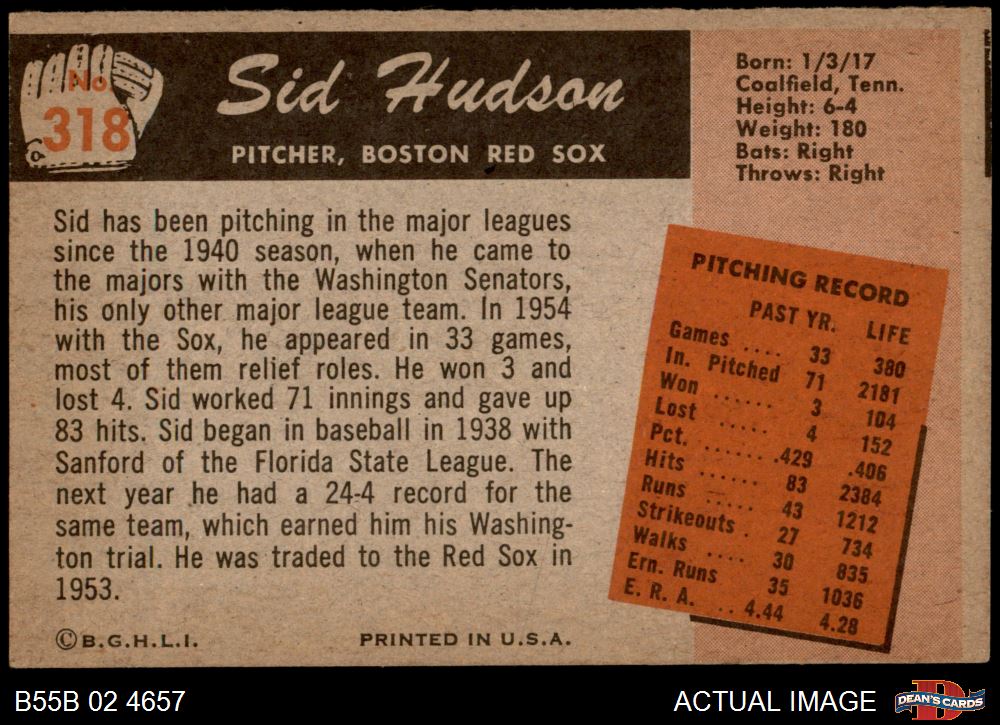 No.
318
Sid Hudson
PITCHER, BOSTON RED SOX
Born: 1/3/17
Coalfield, Tenn.
Height: 6-4
Weight: 180
Bats: Right
Throws: Right
Sid has been pitching in the major leagues
since the 1940 season, when he came to
the majors with the Washington Senators,
his only other major league team. In 1954
with the Sox, he appeared in 33 games,
most of them relief roles. He won 3 and
lost 4. Sid worked 71 innings and gave up
83 hits. Sid began in baseball in 1938 with
Sanford of the Florida State League. The
next year he had a 24-4 record for the
same team, which earned him his Washing-
ton trial. He was traded to the Red Sox in
1953.
PITCHING RECORD
PAST YR. LIFE
Games .... 33 380
In. Pitched 71 2181
Won ...... 3 104
Lost ..... 4 152
Pct. ...... .429 .406
Hits ...... 83 2384
Runs ...... 43 1212
Strikeouts . 27 734
Walks .... 30 835
Ern. Runs 35 1036
E. R. A. .. 4.44 4.28
©B.G.H.L.I. PRINTED IN U.S.A.
B55B 02 4657
ACTUAL IMAGE
D
DEAN'S CARDS